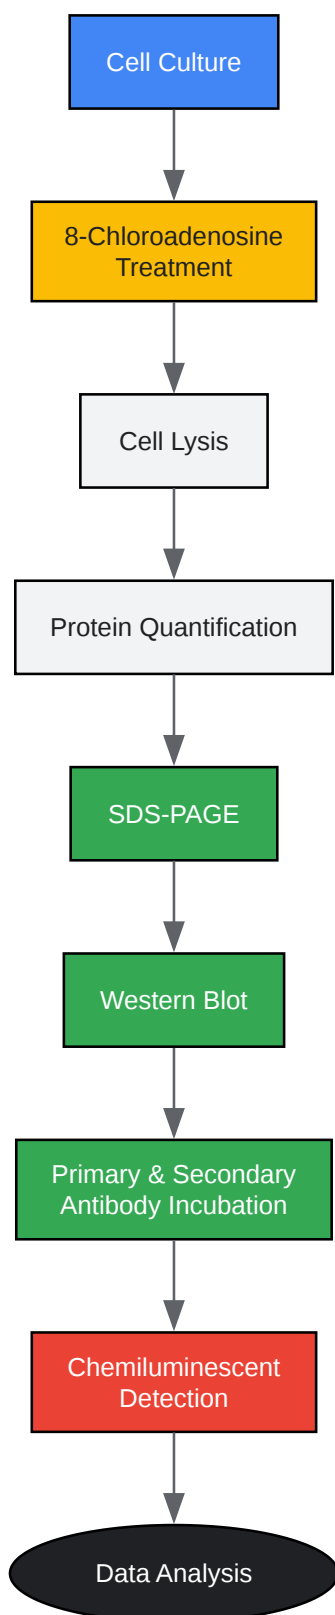 Cell Culture
8-Chloroadenosine
Treatment
Cell Lysis
Protein Quantification
SDS-PAGE
Western Blot
Primary & Secondary
Antibody Incubation
Chemiluminescent
Detection
Data Analysis